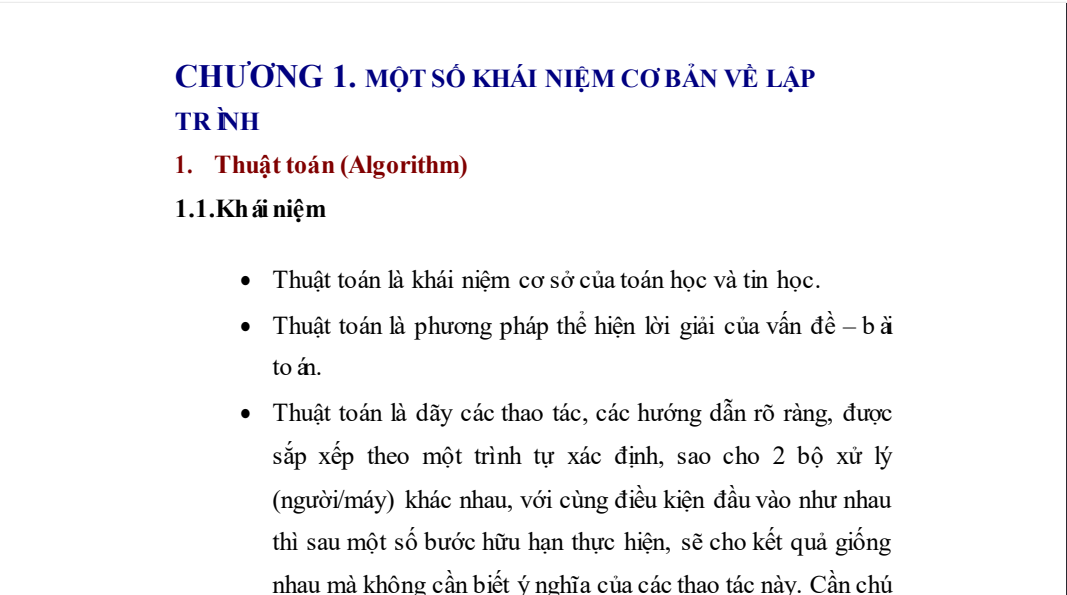 CHƯƠNG 1. MỘT SỐ KHÁI NIỆM CƠ BẢN VỀ LẬP
TRÌNH
1. Thuật toán (Algorithm)
1.1.Khái niệm
• Thuật toán là khái niệm cơ sở của toán học và tin học.
• Thuật toán là phương pháp thể hiện lời giải của vấn đề – bài
toán.
• Thuật toán là dãy các thao tác, các hướng dẫn rõ ràng, được
sắp xếp theo một trình tự xác định, sao cho 2 bộ xử lý
(người/máy) khác nhau, với cùng điều kiện đầu vào như nhau
thì sau một số bước hữu hạn thực hiện, sẽ cho kết quả giống
nhau mà không cần biết ý nghĩa của các thao tác này. Cần chú